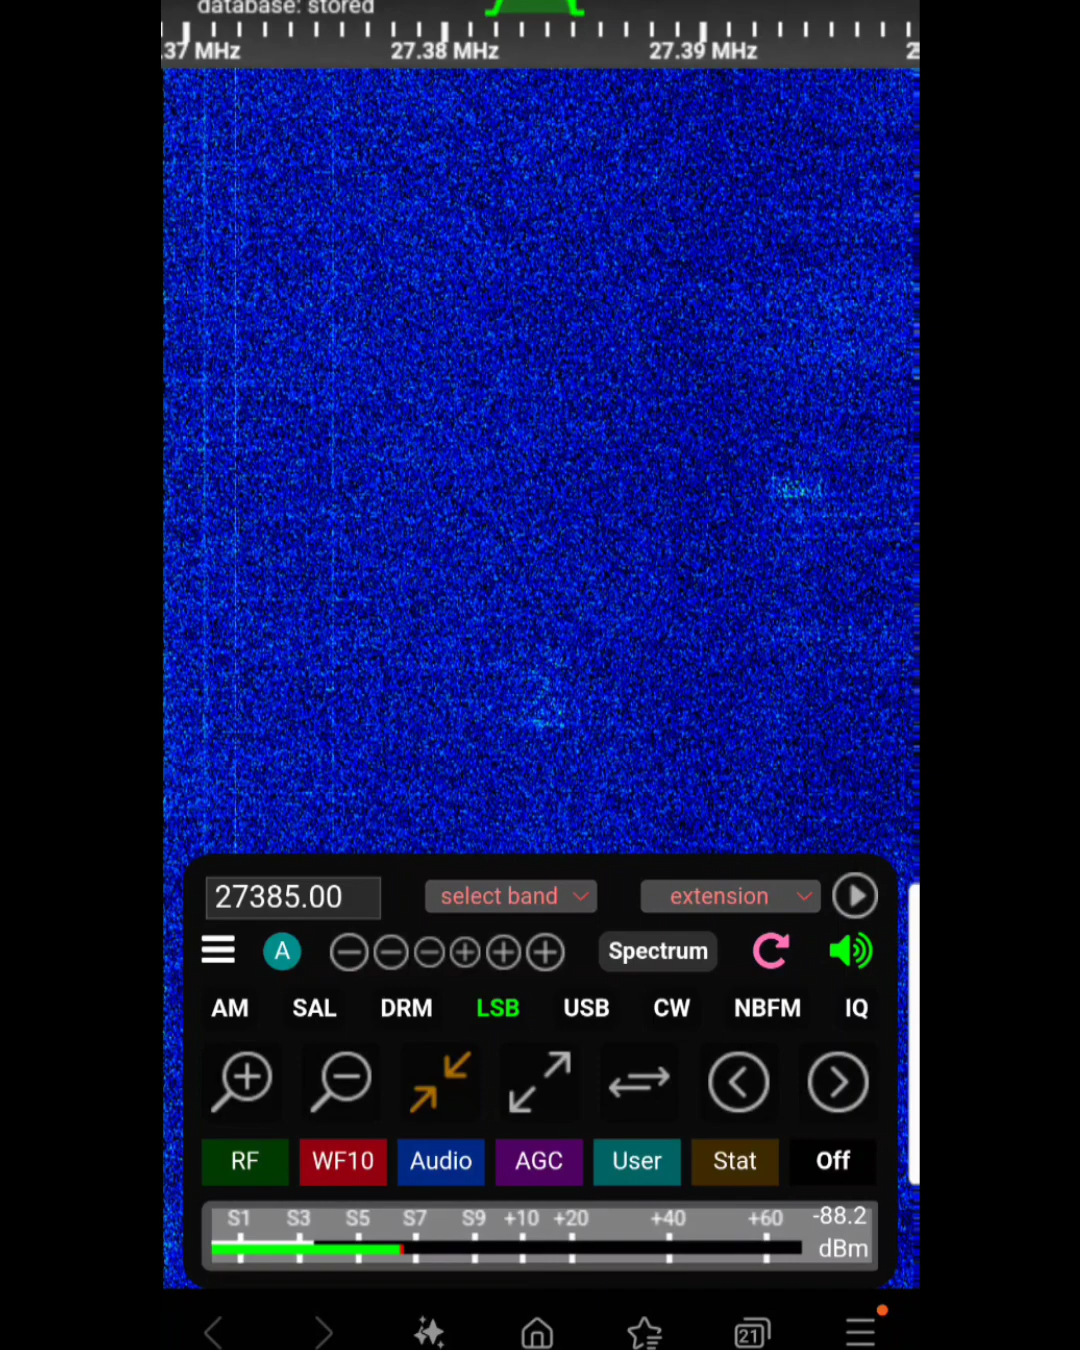 database: stored
.37 MHz 27.38 MHz 27.39 MHz 2
27385.00 select band extension
A Spectrum
AM SAL DRM LSB USB CW NBFM IQ
RF WF10 Audio AGC User Stat Off
S1 S3 S5 S7 S9 +10 +20 +40 +60 -88.2
dBm
21